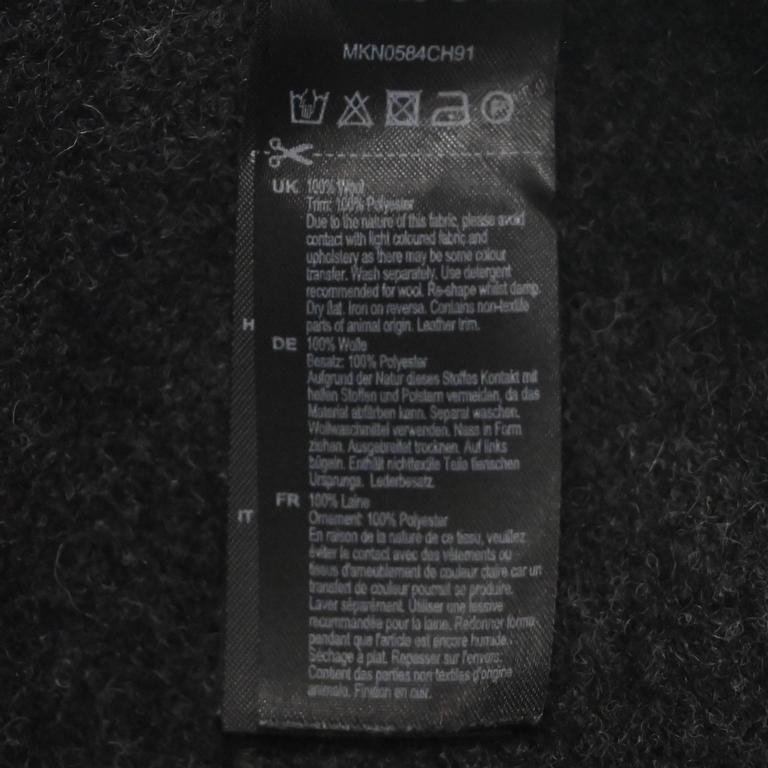 MKN0584CH91
UK 100% Wool
Trim: 100% Polyester
Due to the nature of this fabric, please avoid
contact with light coloured fabric and
upholstery as there may be some colour
transfer. Wash separately. Use detergent
recommended for wool. Re-shape whilst damp.
Dry flat. Iron on reverse. Contains non-textile
parts of animal origin. Leather trim.
H
DE 100% Wolle
Besatz: 100% Polyester
Aufgrund der Natur dieses Stoffes Kontakt mit
hellen Stoffen und Polstern vermeiden, da das
Material abfärben kann. Separat waschen.
Wollwaschmittel verwenden. Nass in Form
ziehen. Ausgebreitet trocknen. Auf links
bügeln. Enthält nichttextile Teile tierischen
Ursprungs. Lederbesatz.
FR 100% Laine
IT
Ornement: 100% Polyester
En raison de la nature de ce tissu, veuillez
éviter le contact avec des vêtements ou
tissus d'ameublement de couleur claire car un
transfert de couleur pourrait se produire.
Laver séparément. Utiliser une lessive
recommandée pour la laine. Redonner forme
pendant que l'article est encore humide.
Séchage à plat. Repasser sur l'envers.
Contient des parties non textiles d'origine
animale. Finition en cuir.